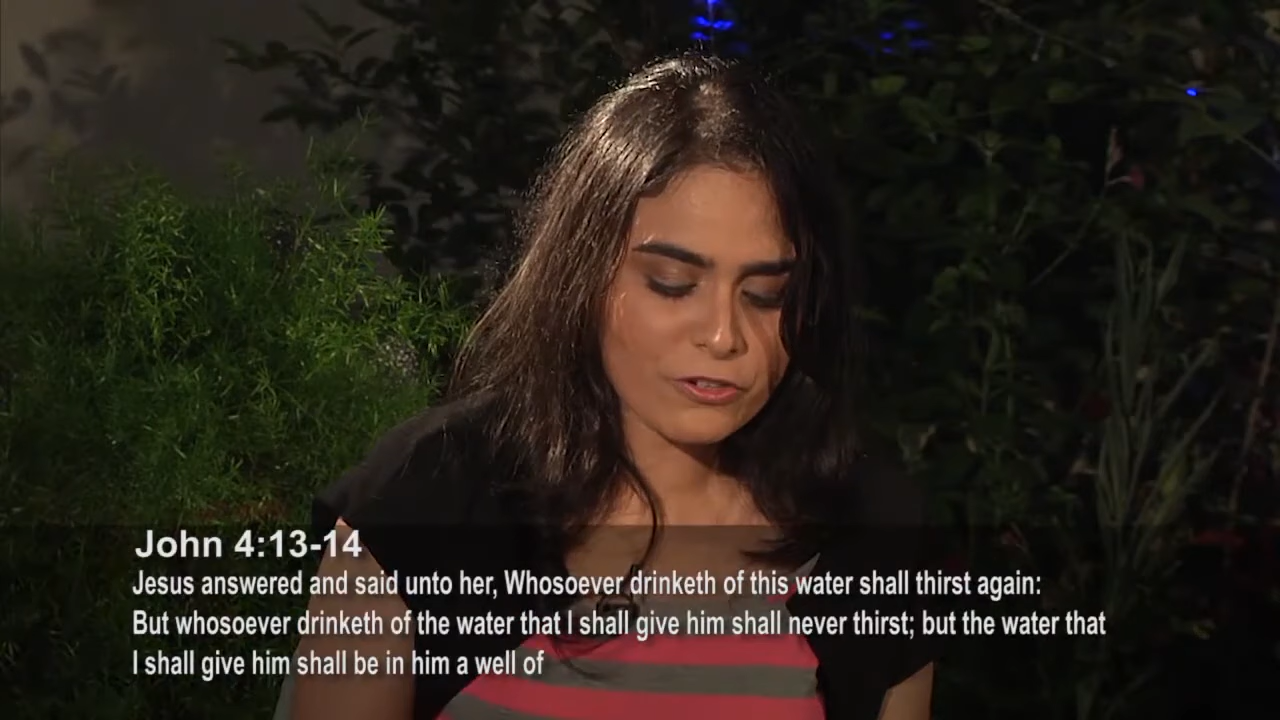 John 4:13-14
Jesus answered and said unto her, Whosoever drinketh of this water shall thirst again:
But whosoever drinketh of the water that I shall give him shall never thirst; but the water that
I shall give him shall be in him a well of